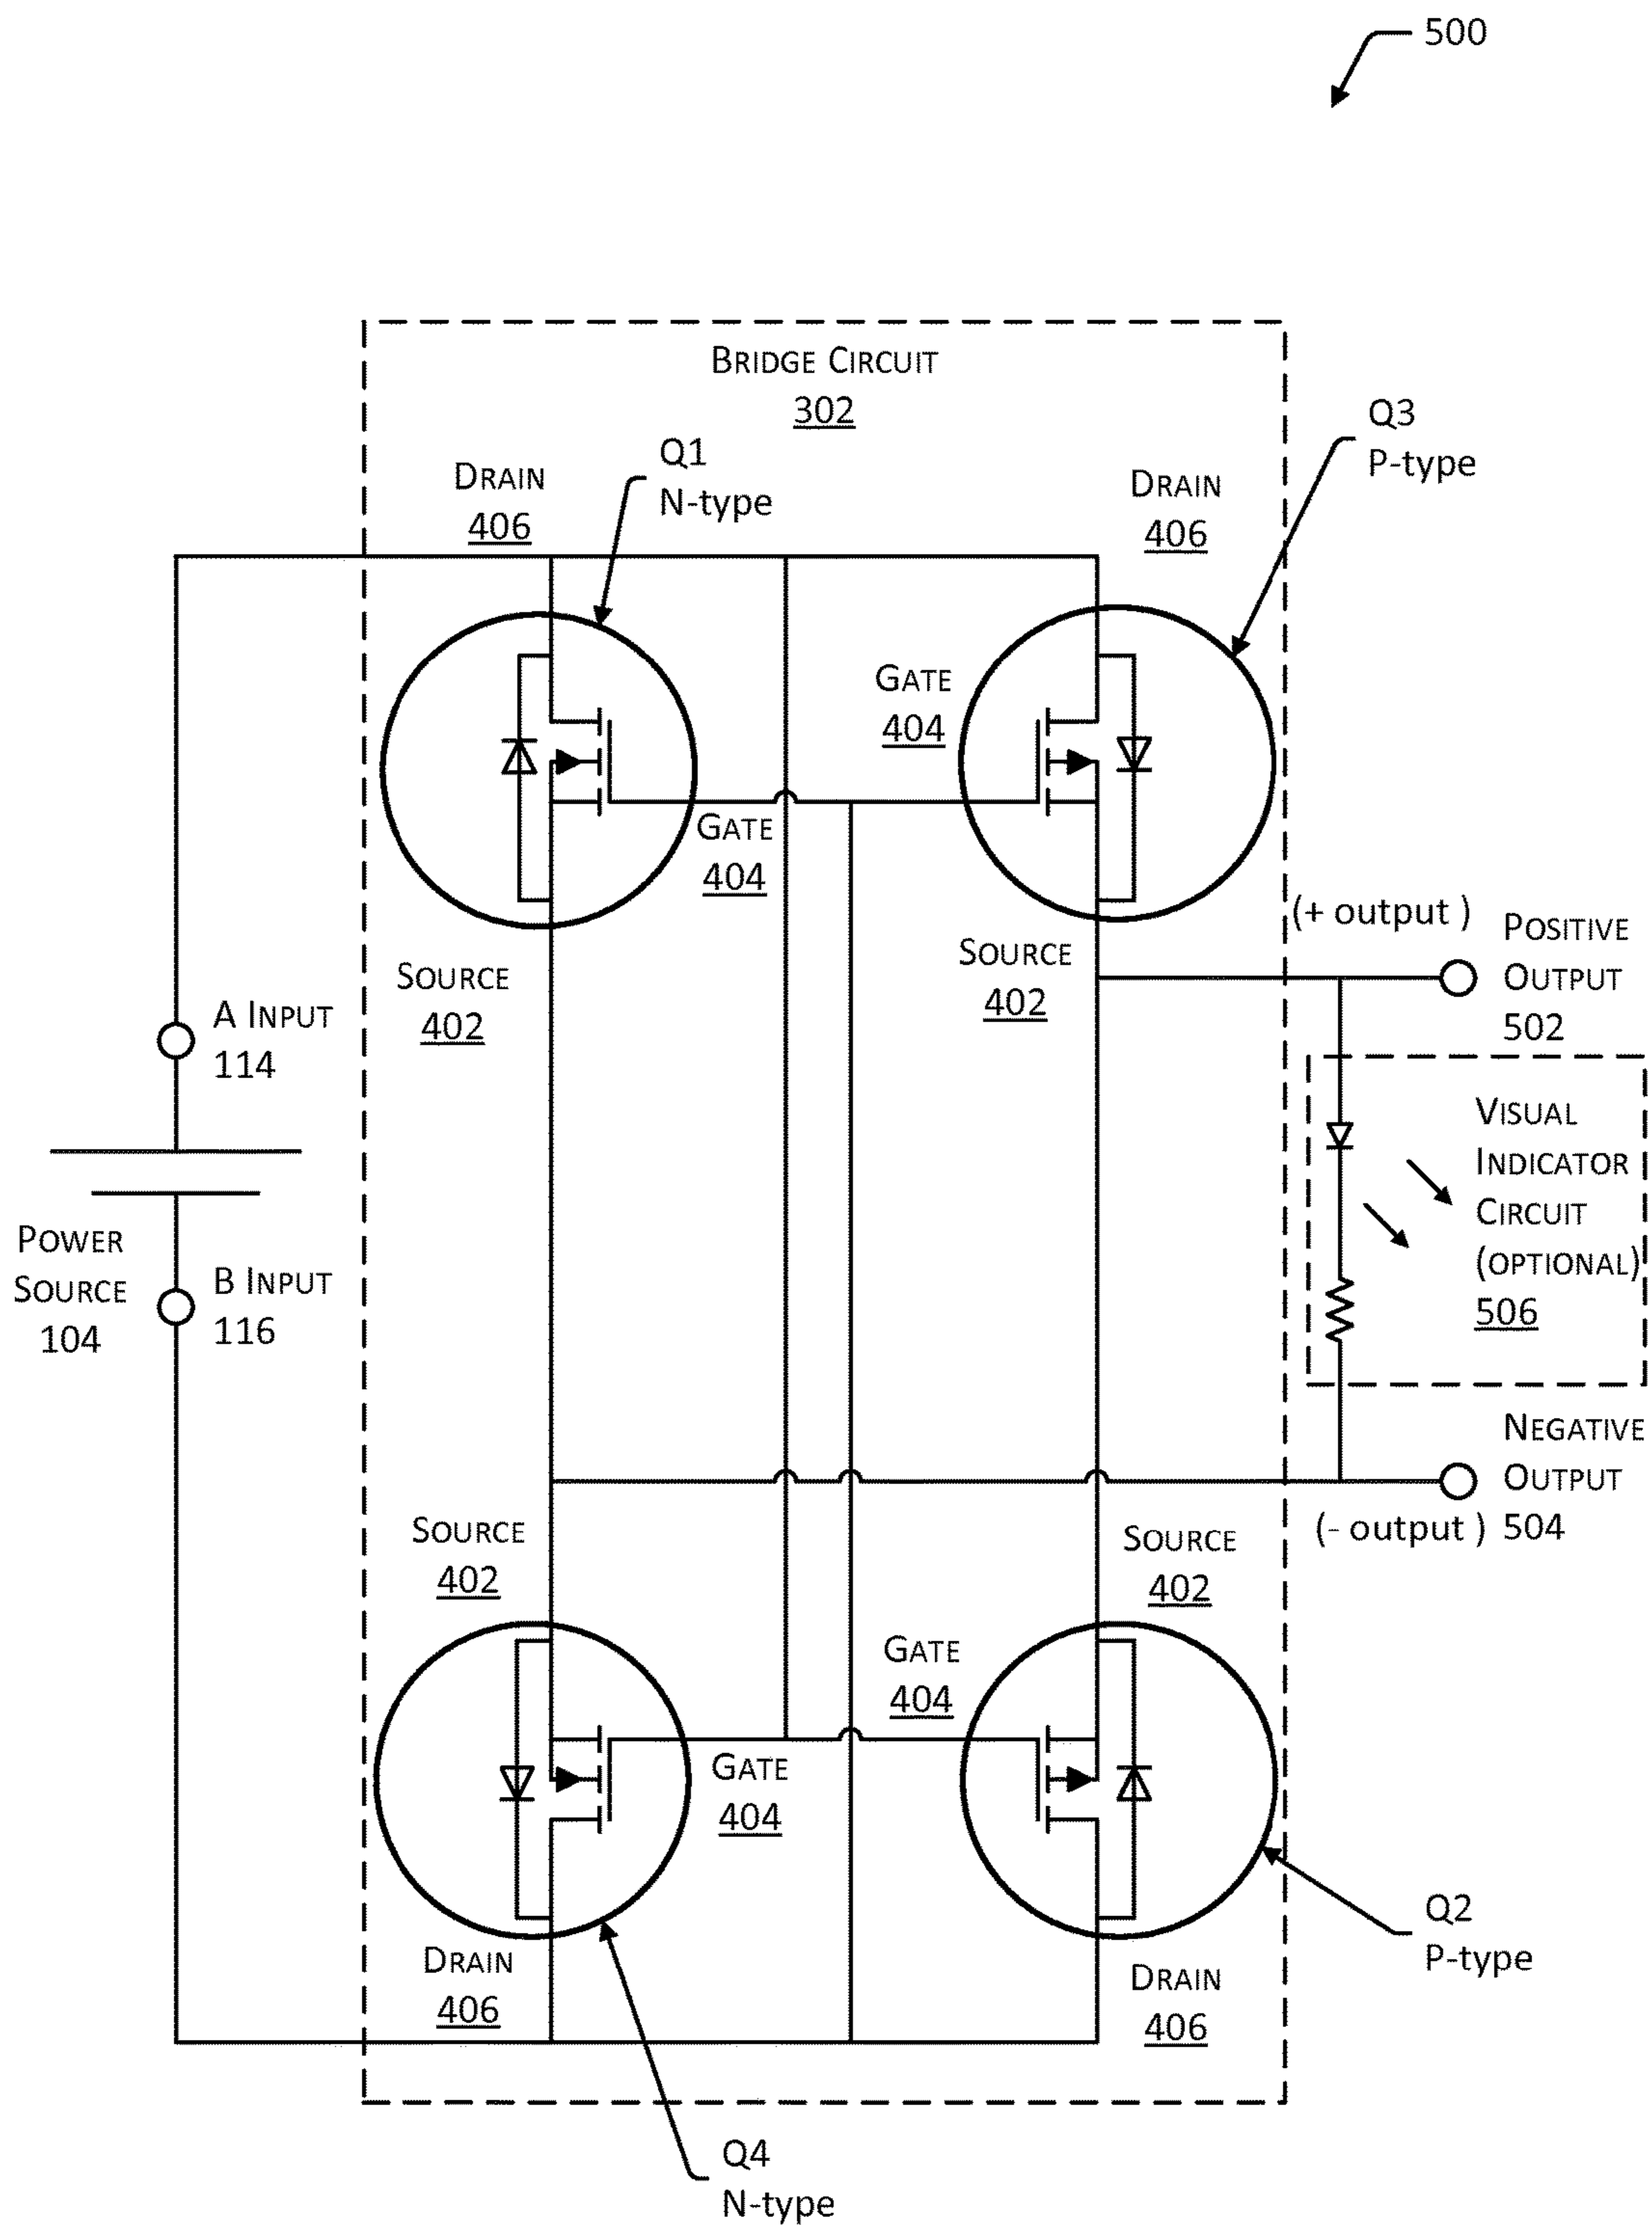 500
BRIDGE CIRCUIT
302
Q1
N-type
Q3
P-type
DRAIN
406
DRAIN
406
GATE
404
GATE
404
SOURCE
402
SOURCE
402
(+ output )
POSITIVE
OUTPUT
502
A INPUT
114
POWER
SOURCE
104
B INPUT
116
VISUAL
INDICATOR
CIRCUIT
(OPTIONAL)
506
NEGATIVE
OUTPUT
504
(- output )
SOURCE
402
SOURCE
402
GATE
404
GATE
404
DRAIN
406
DRAIN
406
Q2
P-type
Q4
N-type